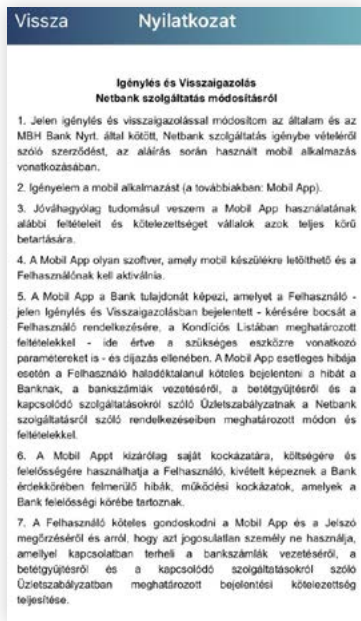 Vissza
Nyilatkozat
Igénylés és Visszaigazolás
Netbank szolgáltatás módosításról
1. Jelen igénylés és visszaigazolással módosítom az általam és az
MBH Bank Nyrt. által kötött, Netbank szolgáltatás igénybe vételéről
szóló szerződést, az aláírás során használt mobil alkalmazás
vonatkozásában.
2. Igényelem a mobil alkalmazást (a továbbiakban: Mobil App).
3. Jóváhagyólag tudomásul veszem a Mobil App használatának
alábbi feltételeit és kötelezettséget vállalok azok teljes körű
betartására.
4. A Mobil App olyan szoftver, amely mobil készülékre letölthető és a
Felhasználónak kell aktiválnia.
5. A Mobil App a Bank tulajdonát képezi, amelyet a Felhasználó -
jelen Igénylés és Visszaigazolásban bejelentett - kérésére bocsát a
Felhasználó rendelkezésére, a Kondíciós Listában meghatározott
feltételekkel - ide értve a szükséges eszközre vonatkozó
paramétereket is - és díjazás ellenében. A Mobil App esetleges hibája
esetén a Felhasználó haladéktalanul köteles bejelenteni a hibát a
Banknak, a bankszámlák vezetéséről, a betétgyűjtésről és a
kapcsolódó szolgáltatásokról szóló Üzletszabályzatnak a Netbank
szolgáltatásról szóló rendelkezéseiben meghatározott módon és
feltételekkel.
6. A Mobil Appt kizárólag saját kockázatára, költségére és
felelősségére használhatja a Felhasználó, kivételt képeznek a Bank
érdekkörében felmerülő hibák, működési kockázatok, amelyek a
Bank felelősségi körébe tartoznak.
7. A Felhasználó köteles gondoskodni a Mobil App és a Jelszó
megőrzéséről és arról, hogy azt jogosulatlan személy ne használja,
amellyel kapcsolatban terheli a bankszámlák vezetéséről, a
betétgyűjtésről és a kapcsolódó szolgáltatásokról szóló
Üzletszabályzatban meghatározott bejelentési kötelezettség
teljesítése.